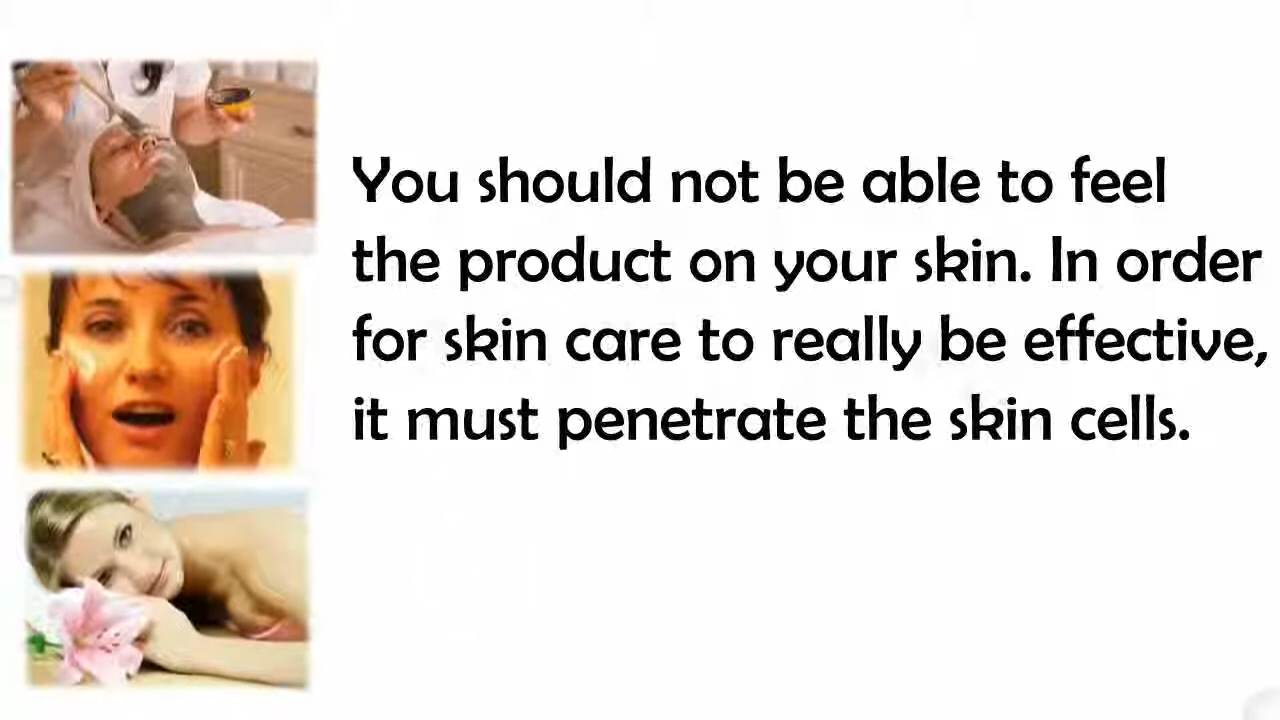 You should not be able to feel
the product on your skin. In order
for skin care to really be effective,
it must penetrate the skin cells.